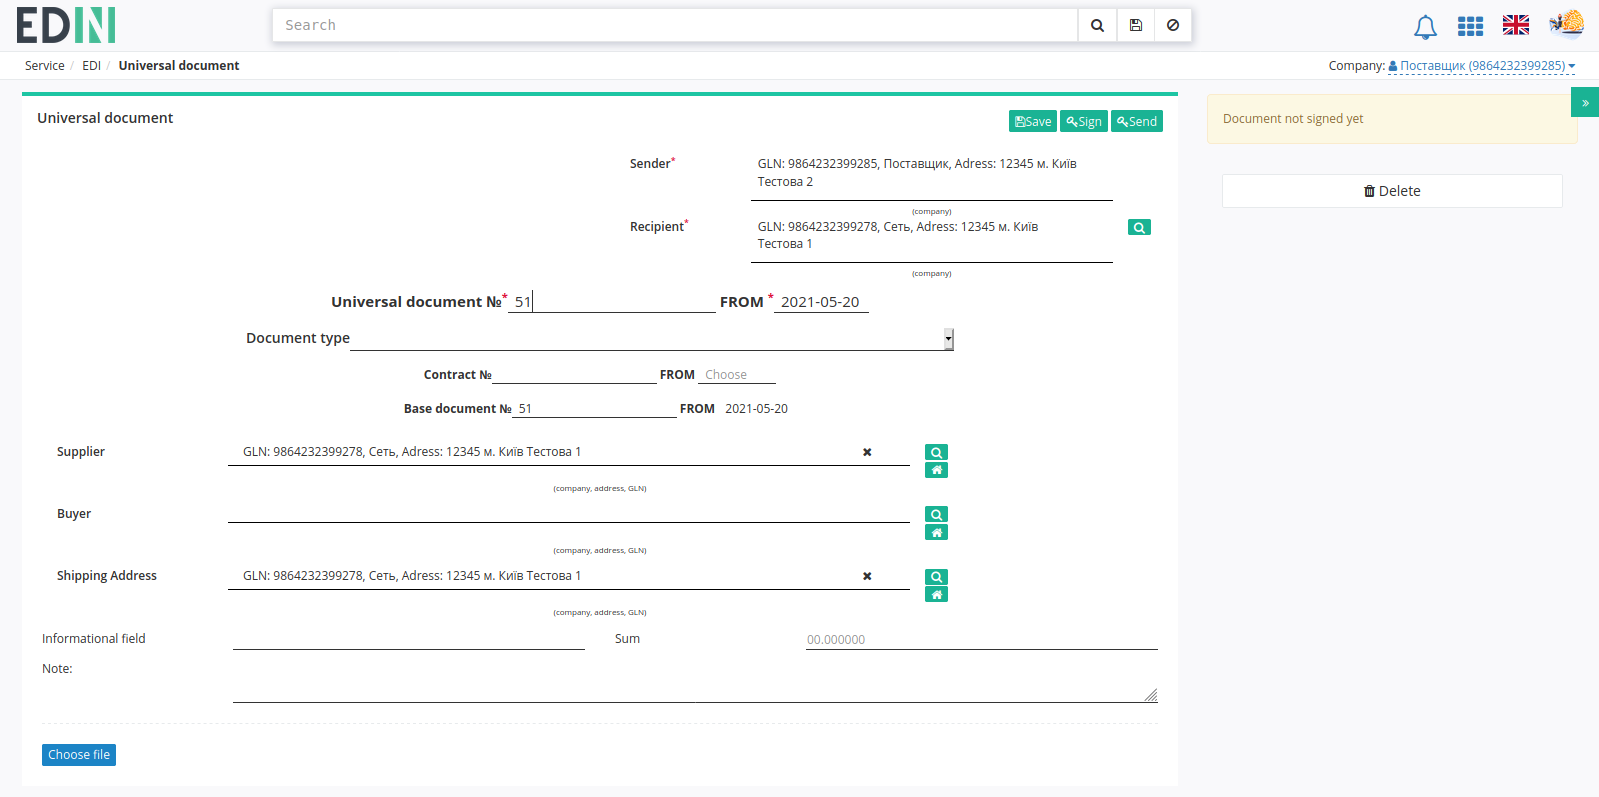 EDIN
Search
Service / EDI / Universal document
Company: Поставщик (9864232399285)
Universal document
Save Sign Send
Document not signed yet
Delete
Sender* GLN: 9864232399285, Поставщик, Adress: 12345 м. Київ
Тестова 2
(company)
Recipient* GLN: 9864232399278, Сеть, Adress: 12345 м. Київ
Тестова 1
(company)
Universal document №* 51 FROM * 2021-05-20
Document type
Contract № FROM Choose
Base document № 51 FROM 2021-05-20
Supplier GLN: 9864232399278, Сеть, Adress: 12345 м. Київ Тестова 1
(company, address, GLN)
Buyer
(company, address, GLN)
Shipping Address GLN: 9864232399278, Сеть, Adress: 12345 м. Київ Тестова 1
(company, address, GLN)
Informational field Sum 00.000000
Note:
Choose file